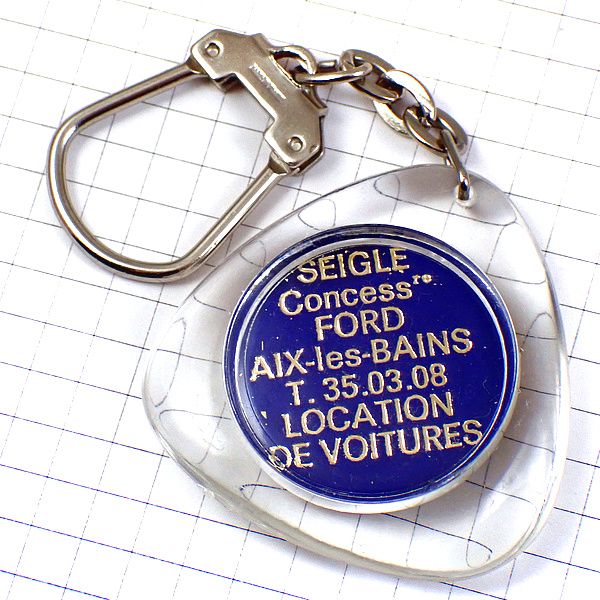 SEIGLE
Concessre
FORD
AIX-les-BAINS
T. 35.03.08
LOCATION
DE VOITURES